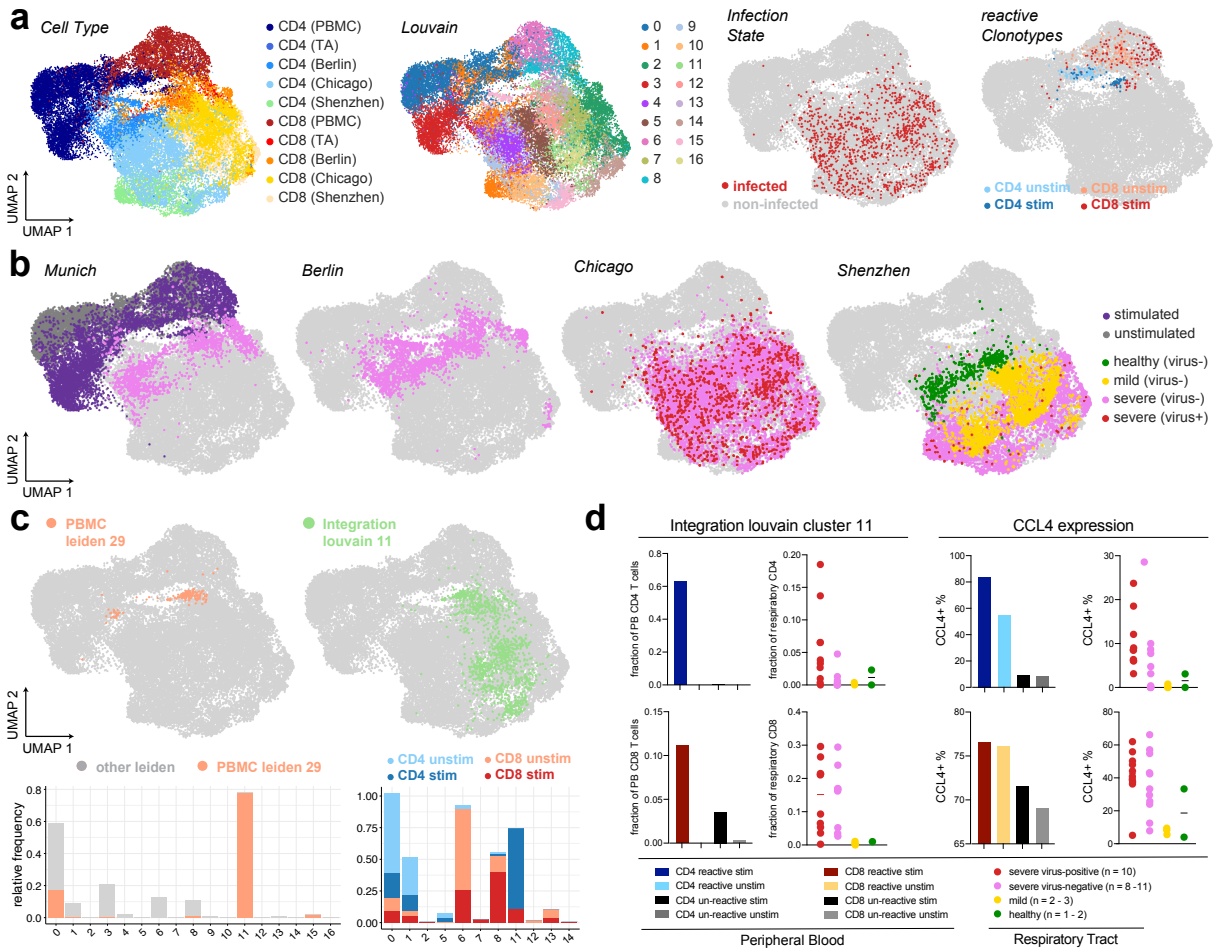 a
Cell Type
CD4 (PBMC)
CD4 (TA)
CD4 (Berlin)
CD4 (Chicago)
CD4 (Shenzhen)
CD8 (PBMC)
CD8 (TA)
CD8 (Berlin)
CD8 (Chicago)
CD8 (Shenzhen)
UMAP 2
UMAP 1
Louvain
0 9
1 10
2 11
3 12
4 13
5 14
6 15
7 16
8
Infection
State
infected
non-infected
reactive
Clonotypes
CD4 unstim CD8 unstim
CD4 stim CD8 stim
b
Munich
Berlin
Chicago
Shenzhen
stimulated
unstimulated
healthy (virus-)
mild (virus-)
severe (virus-)
severe (virus+)
UMAP 2
UMAP 1
c
PBMC
leiden 29
Integration
louvain 11
UMAP 2
UMAP 1
other leiden PBMC leiden 29
relative frequency
0.8
0.6
0.4
0.2
0.0
0 1 2 3 4 5 6 7 8 9 10 11 12 13 14 15 16
CD4 unstim CD8 unstim
CD4 stim CD8 stim
1.00
0.75
0.50
0.25
0.00
0 1 2 5 6 7 8 11 12 13 14
d
Integration louvain cluster 11
CCL4 expression
fraction of PB CD4 T cells
0.8
0.6
0.4
0.2
0.0
fraction of respiratory CD4
0.20
0.15
0.10
0.05
0.00
CCL4+ %
100
80
60
40
20
0
CCL4+ %
30
20
10
0
fraction of PB CD8 T cells
0.15
0.10
0.05
0.00
fraction of respiratory CD8
0.4
0.3
0.2
0.1
0.0
CCL4+ %
80
75
70
65
CCL4+ %
80
60
40
20
0
CD4 reactive stim
CD4 reactive unstim
CD4 un-reactive stim
CD4 un-reactive unstim
CD8 reactive stim
CD8 reactive unstim
CD8 un-reactive stim
CD8 un-reactive unstim
severe virus-positive (n = 10)
severe virus-negative (n = 8 -11)
mild (n = 2 - 3)
healthy (n = 1 - 2)
Peripheral Blood
Respiratory Tract